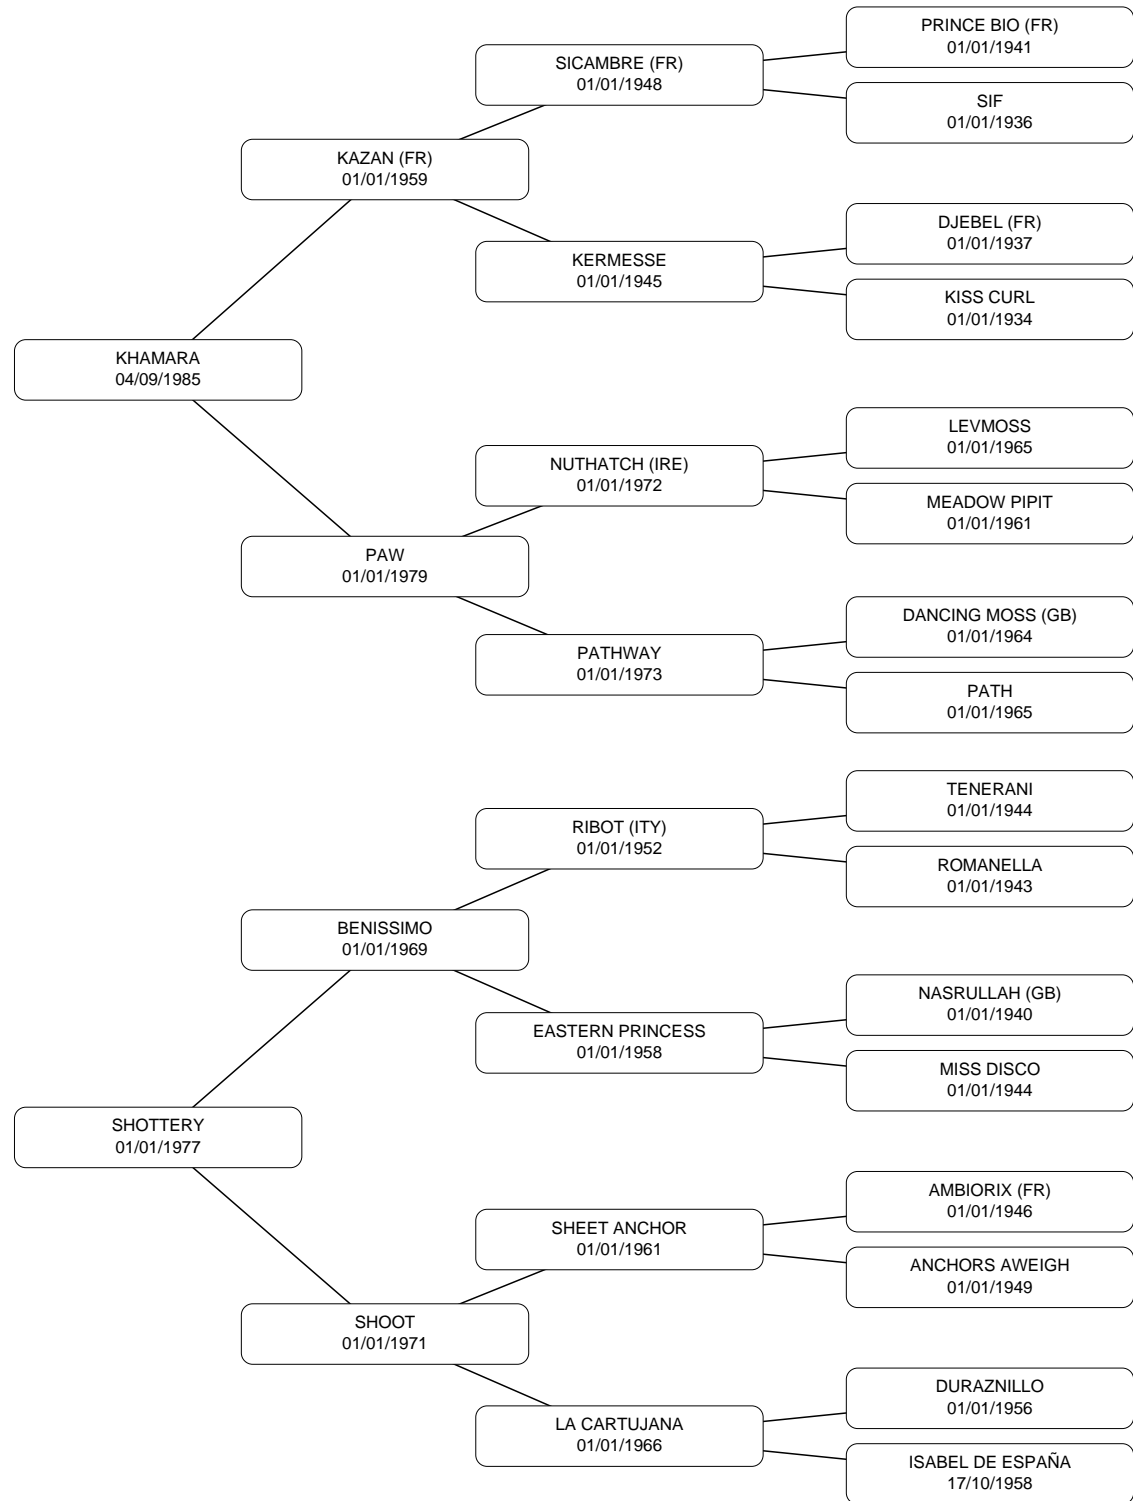 PRINCE BIO (FR)
01/01/1941
SICAMBRE (FR)
01/01/1948
SIF
01/01/1936
KAZAN (FR)
01/01/1959
DJEBEL (FR)
01/01/1937
KERMESSE
01/01/1945
KISS CURL
01/01/1934
KHAMARA
04/09/1985
LEVMOSS
01/01/1965
NUTHATCH (IRE)
01/01/1972
MEADOW PIPIT
01/01/1961
PAW
01/01/1979
DANCING MOSS (GB)
01/01/1964
PATHWAY
01/01/1973
PATH
01/01/1965
TENERANI
01/01/1944
RIBOT (ITY)
01/01/1952
ROMANELLA
01/01/1943
BENISSIMO
01/01/1969
NASRULLAH (GB)
01/01/1940
EASTERN PRINCESS
01/01/1958
MISS DISCO
01/01/1944
SHOTTERY
01/01/1977
AMBIORIX (FR)
01/01/1946
SHEET ANCHOR
01/01/1961
ANCHORS AWEIGH
01/01/1949
SHOOT
01/01/1971
DURAZNILLO
01/01/1956
LA CARTUJANA
01/01/1966
ISABEL DE ESPAÑA
17/10/1958